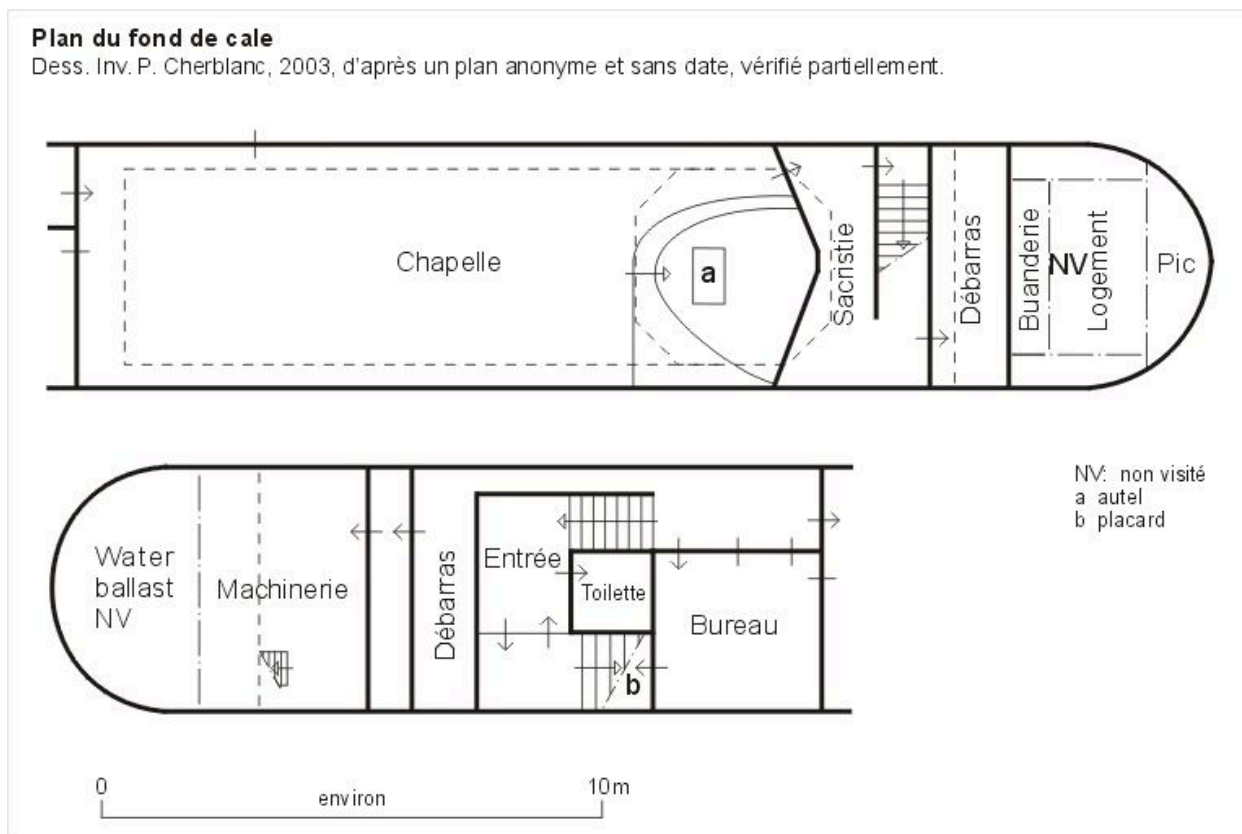 Plan du fond de cale
Dess. Inv. P. Cherblanc, 2003, d'après un plan anonyme et sans date, vérifié partiellement.
Chapelle
a
Sacristie
Débarras
Buanderie
NV
Logement
Pic
NV: non visité
a autel
b placard
Water
ballast
NV
Machinerie
Débarras
Entrée
Toilette
b
Bureau
0
10m
environ